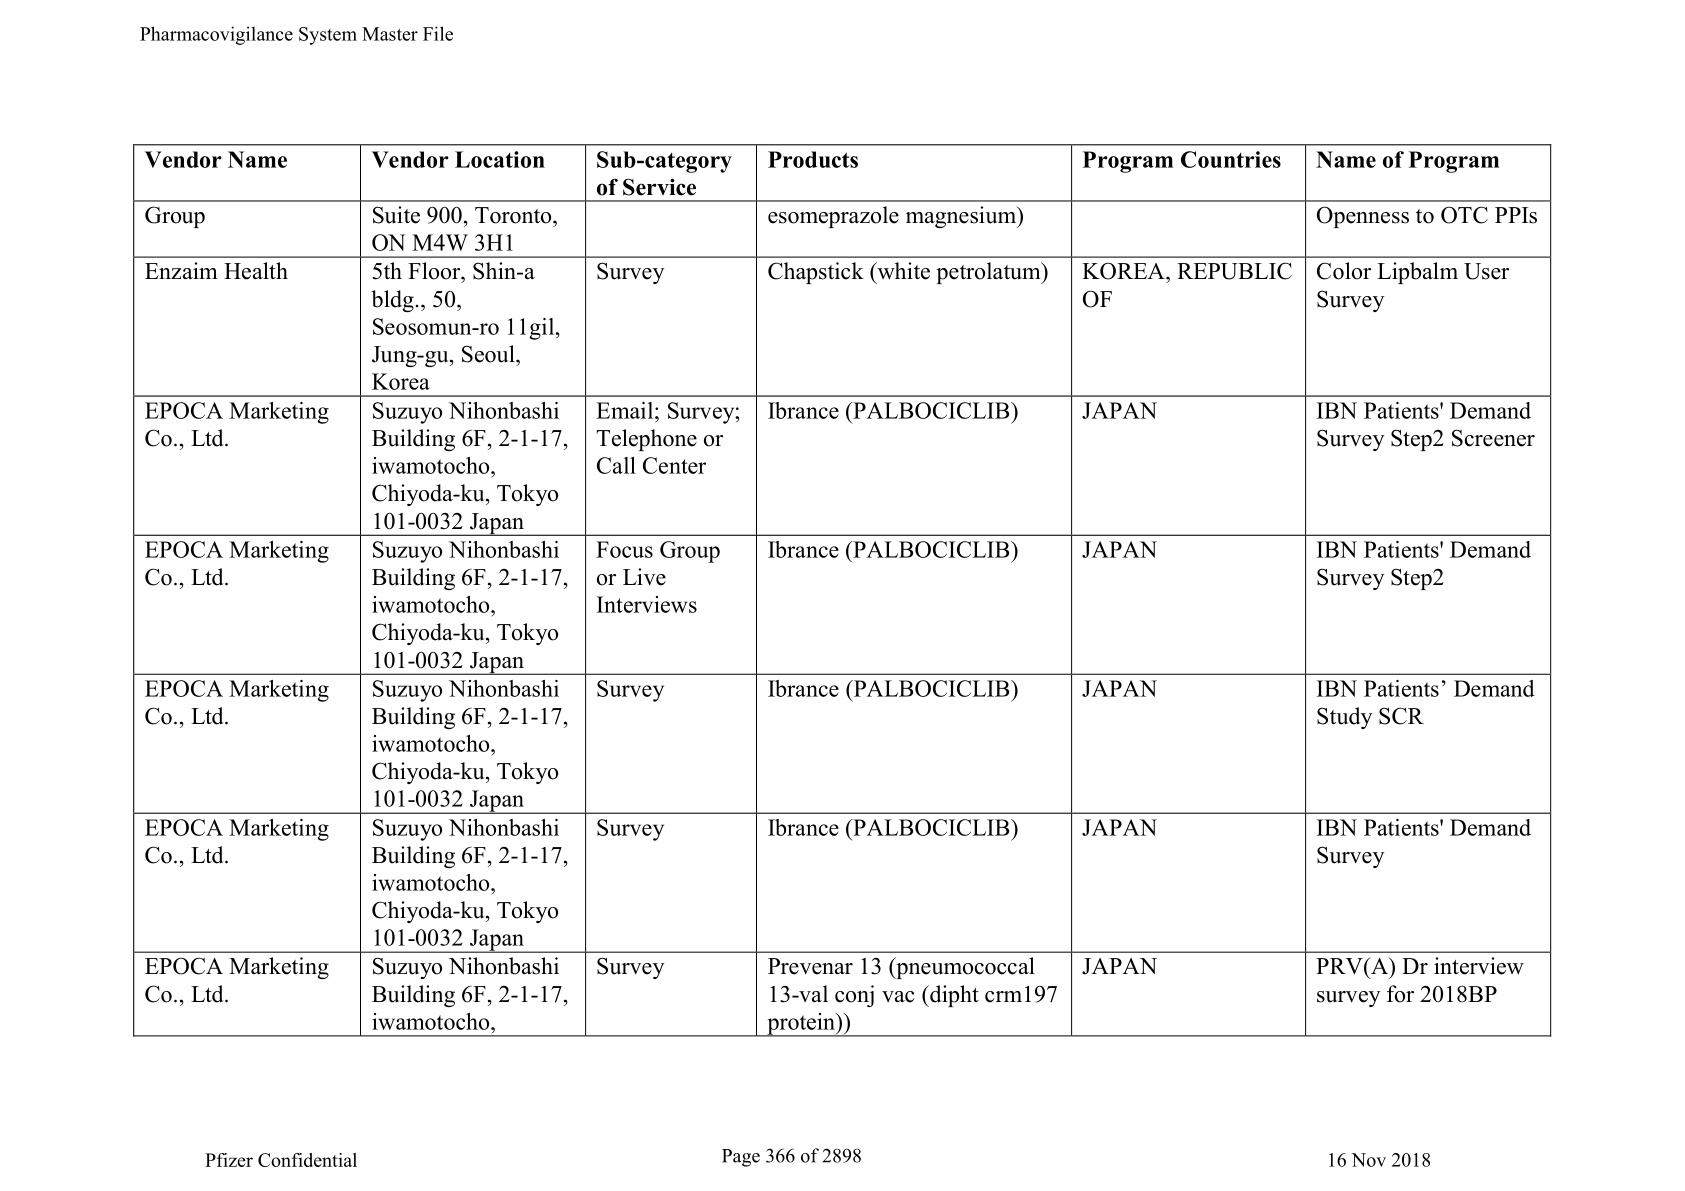 Pharmacovigilance System Master File
Vendor Name
Vendor Location
Sub-category
of Service
Products
Program Countries
Name of Program
Group
Suite 900, Toronto,
ON M4W 3H1
esomeprazole magnesium)
Openness to OTC PPIs
Enzaim Health
5th Floor, Shin-a
bldg., 50,
Seosomun-ro 11gil,
Jung-gu, Seoul,
Korea
Survey
Chapstick (white petrolatum)
KOREA, REPUBLIC
OF
Color Lipbalm User
Survey
EPOCA Marketing
Co., Ltd.
Suzuyo Nihonbashi
Building 6F, 2-1-17,
iwamotocho,
Chiyoda-ku, Tokyo
101-0032 Japan
Email; Survey;
Telephone or
Call Center
Ibrance (PALBOCICLIB)
JAPAN
IBN Patients' Demand
Survey Step2 Screener
EPOCA Marketing
Co., Ltd.
Suzuyo Nihonbashi
Building 6F, 2-1-17,
iwamotocho,
Chiyoda-ku, Tokyo
101-0032 Japan
Focus Group
or Live
Interviews
Ibrance (PALBOCICLIB)
JAPAN
IBN Patients' Demand
Survey Step2
EPOCA Marketing
Co., Ltd.
Suzuyo Nihonbashi
Building 6F, 2-1-17,
iwamotocho,
Chiyoda-ku, Tokyo
101-0032 Japan
Survey
Ibrance (PALBOCICLIB)
JAPAN
IBN Patients’ Demand
Study SCR
EPOCA Marketing
Co., Ltd.
Suzuyo Nihonbashi
Building 6F, 2-1-17,
iwamotocho,
Chiyoda-ku, Tokyo
101-0032 Japan
Survey
Ibrance (PALBOCICLIB)
JAPAN
IBN Patients' Demand
Survey
EPOCA Marketing
Co., Ltd.
Suzuyo Nihonbashi
Building 6F, 2-1-17,
iwamotocho,
Survey
Prevenar 13 (pneumococcal
13-val conj vac (dipht crm197
protein))
JAPAN
PRV(A) Dr interview
survey for 2018BP
Pfizer Confidential
Page 366 of 2898
16 Nov 2018